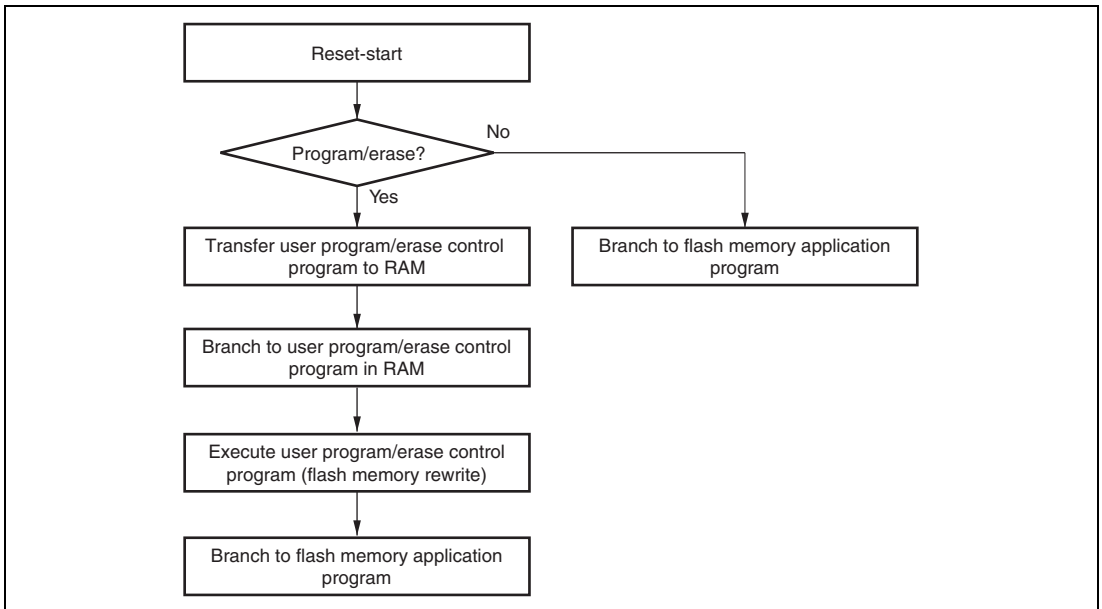 Reset-start
Program/erase?
No
Yes
Transfer user program/erase control
program to RAM
Branch to flash memory application
program
Branch to user program/erase control
program in RAM
Execute user program/erase control
program (flash memory rewrite)
Branch to flash memory application
program